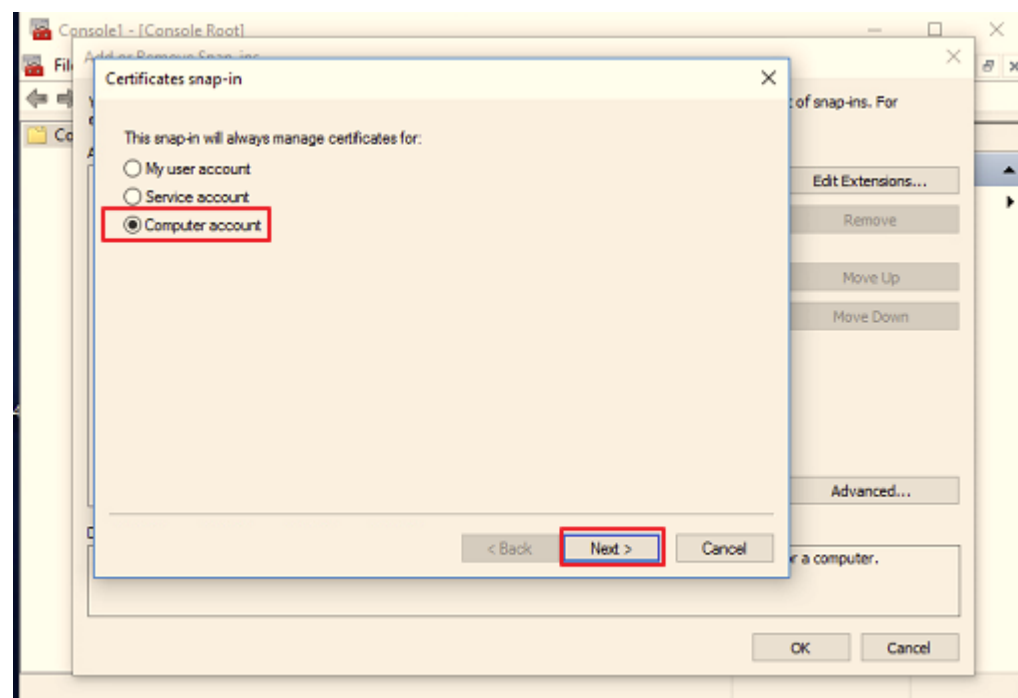 Console1 - [Console Root]
Add or Remove Snap-ins
Fil
Certificates snap-in
of snap-ins. For
Co
This snap-in will always manage certificates for:
My user account
Service account
Computer account
Edit Extensions...
Remove
Move Up
Move Down
Advanced...
< Back
Next >
Cancel
r a computer.
OK
Cancel